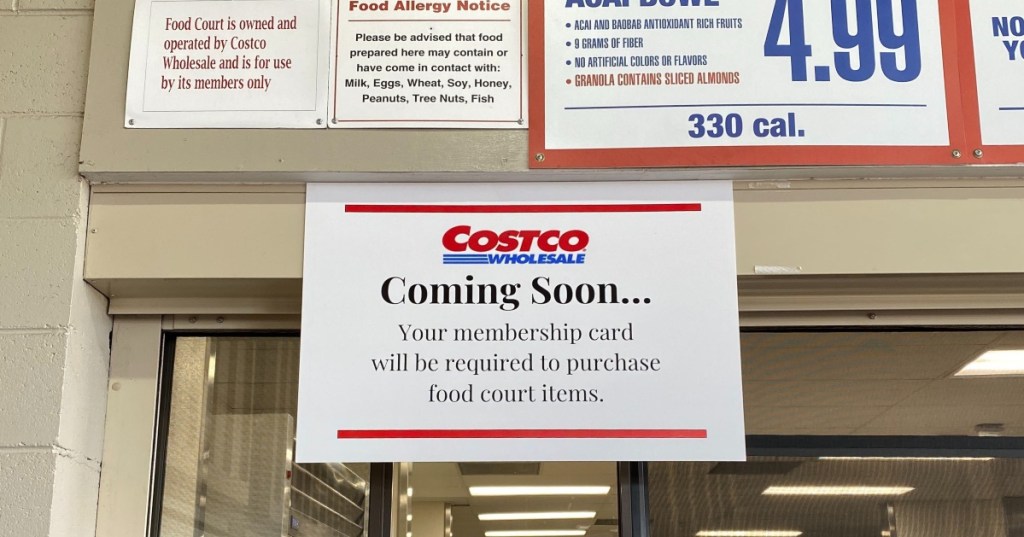 Food Court is owned and
operated by Costco
Wholesale and is for use
by its members only
Food Allergy Notice
Please be advised that food
prepared here may contain or
have come in contact with:
Milk, Eggs, Wheat, Soy, Honey,
Peanuts, Tree Nuts, Fish
ACAI BOWL
• ACAI AND BAOBAB ANTIOXIDANT RICH FRUITS
• 9 GRAMS OF FIBER
• NO ARTIFICIAL COLORS OR FLAVORS
• GRANOLA CONTAINS SLICED ALMONDS
4.99
330 cal.
NO
COSTCO
WHOLESALE
Coming Soon...
Your membership card
will be required to purchase
food court items.